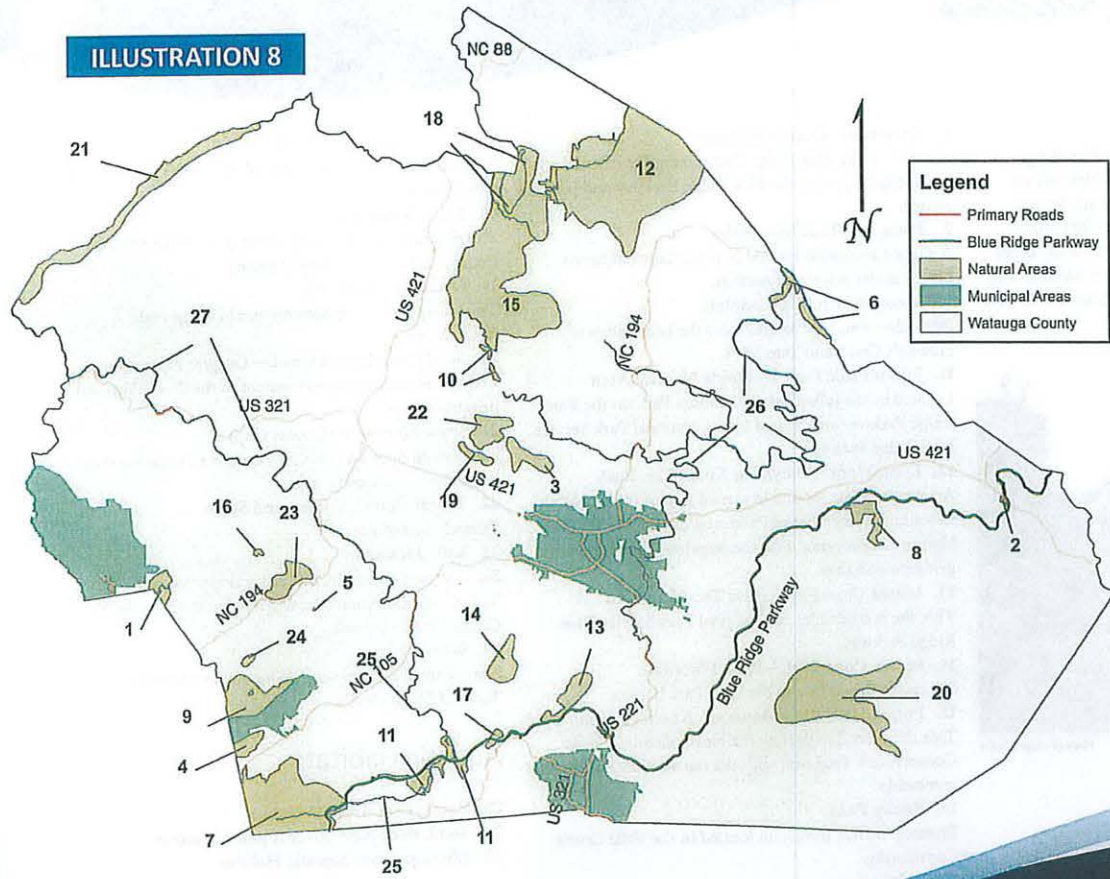 ILLUSTRATION 8
NC 88
18
21
12
N
Legend
Primary Roads
Blue Ridge Parkway
Natural Areas
Municipal Areas
Watauga County
6
US 421
15
27
NC 194
10
US 321
22
26
US 421
19
US 421
3
16
23
8
2
NC 194
5
1
14
13
24
25
NC 105
Blue Ridge Parkway
17
9
US 221
20
11
4
US 321
7
11
25